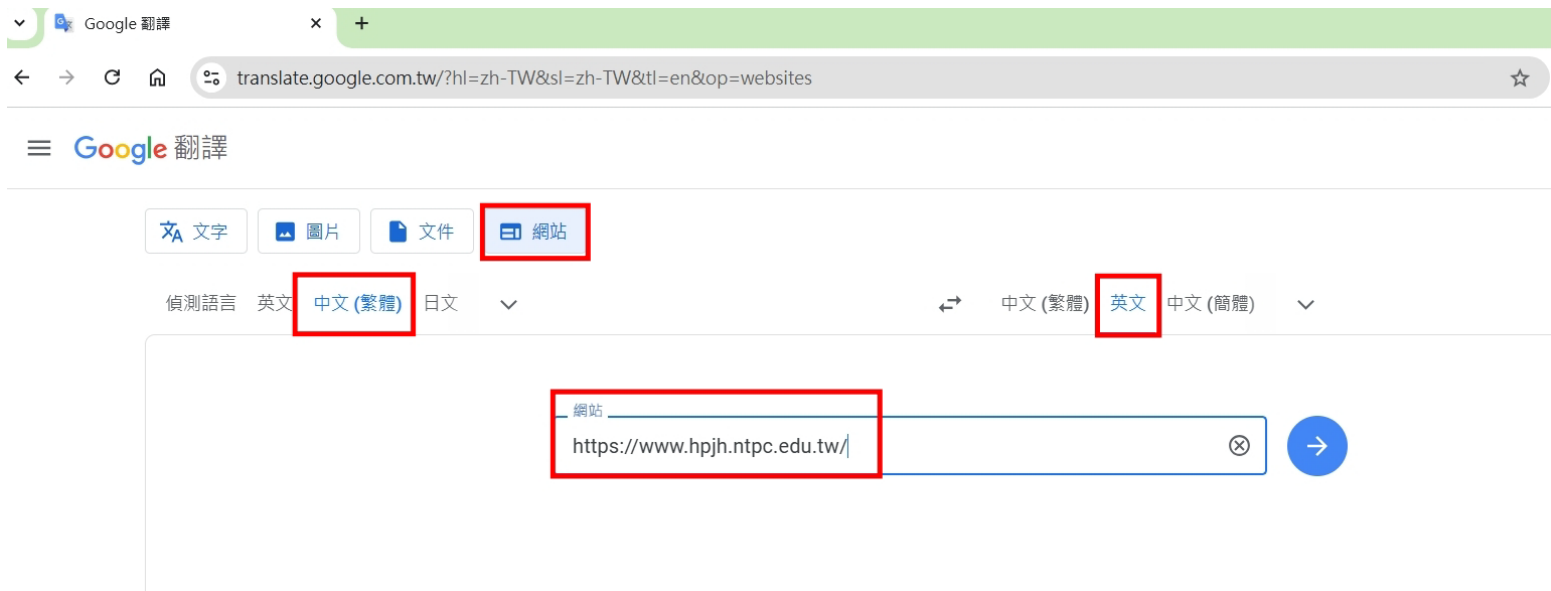 Google 翻譯
translate.google.com.tw/?hl=zh-TW&sl=zh-TW&tl=en&op=websites
Google 翻譯
文字 圖片 文件 網站
偵測語言 英文 中文 (繁體) 日文 中文 (繁體) 英文 中文 (簡體)
網站
https://www.hpjh.ntpc.edu.tw/